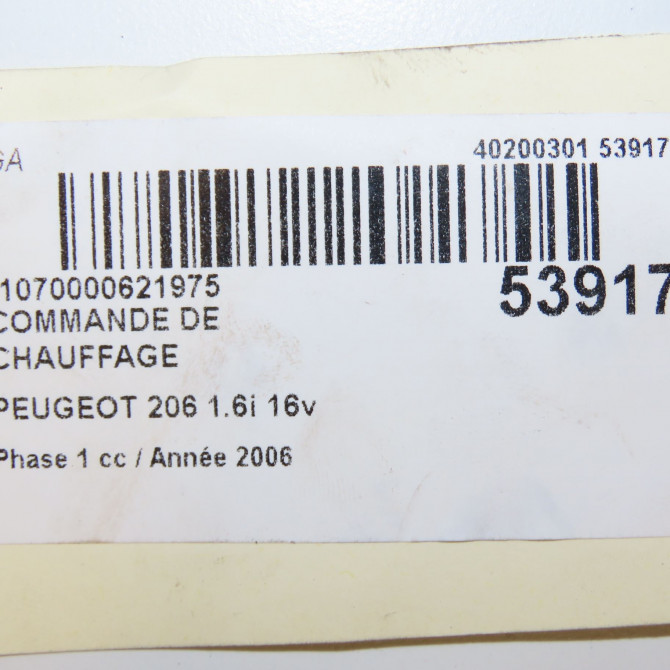 GA
40200301 53917
1070000621975
53917
COMMANDE DE
CHAUFFAGE
PEUGEOT 206 1.6i 16v
Phase 1 cc / Année 2006